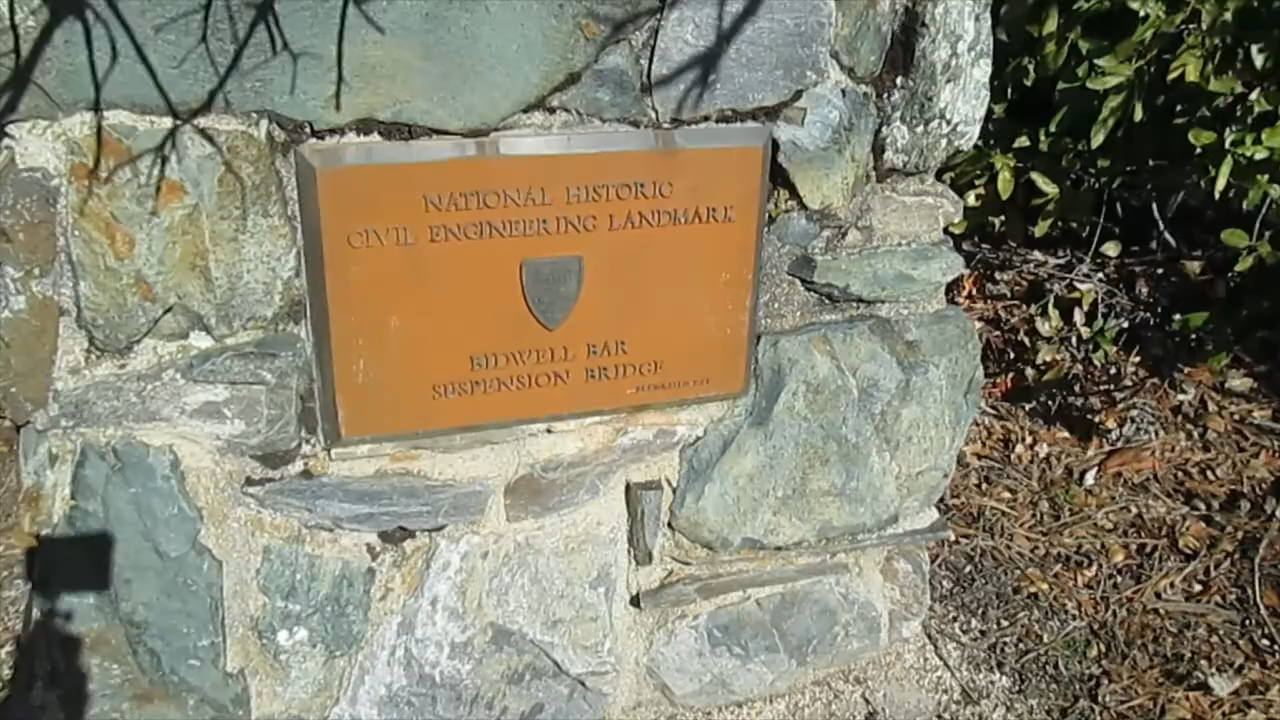 NATIONAL HISTORIC
CIVIL ENGINEERING LANDMARK
BIDWELL BAR
SUSPENSION BRIDGE